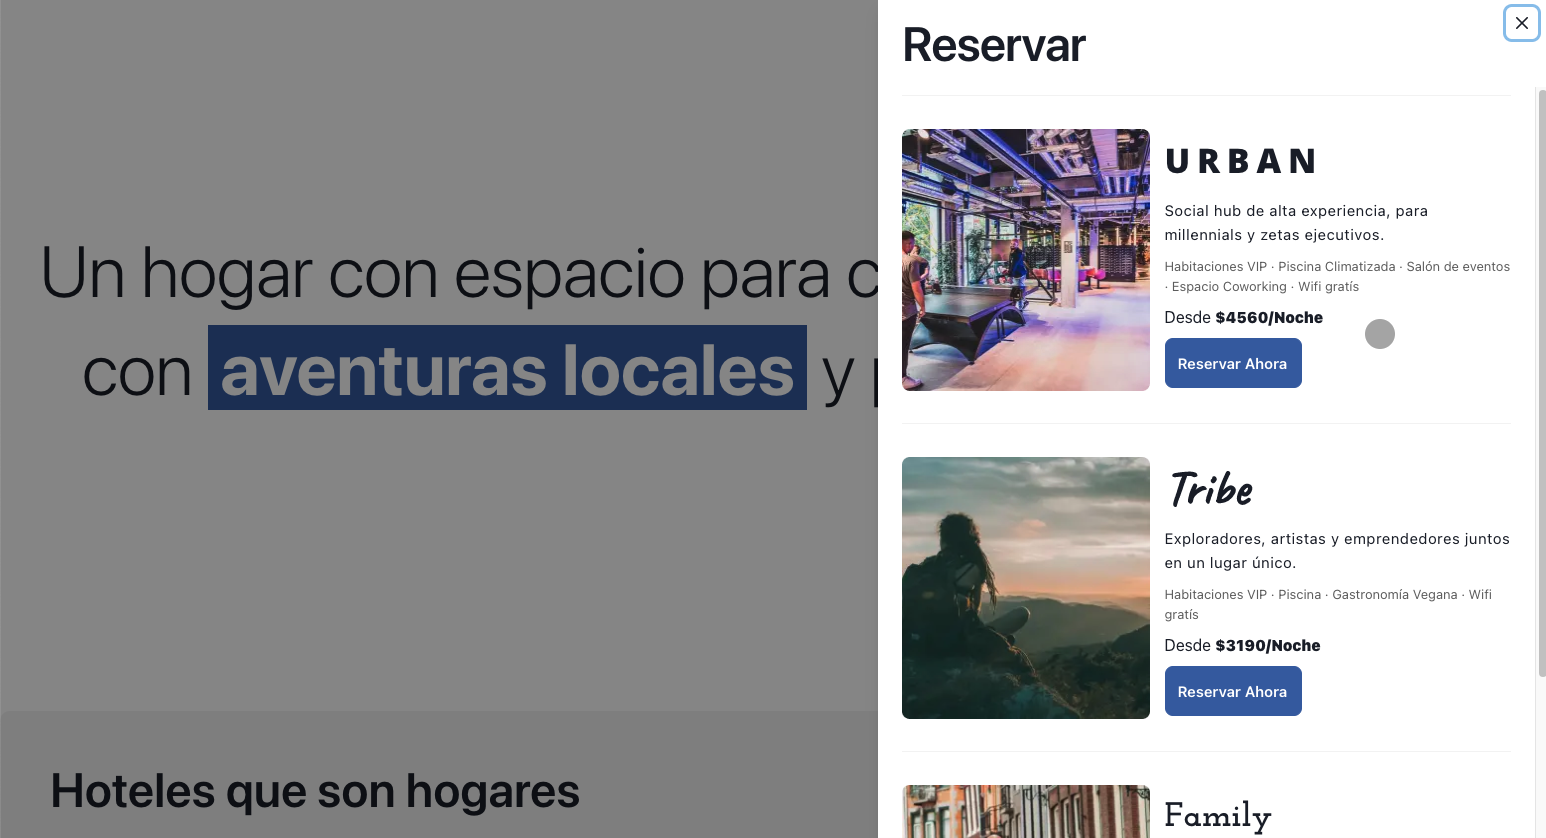 Reservar
URBAN
Social hub de alta experiencia, para
millennials y zetas ejecutivos.
Habitaciones VIP · Piscina Climatizada · Salón de eventos
· Espacio Coworking · Wifi gratís
Desde $4560/Noche
Reservar Ahora
Tribe
Exploradores, artistas y emprendedores juntos
en un lugar único.
Habitaciones VIP · Piscina · Gastronomía Vegana · Wifi
gratís
Desde $3190/Noche
Reservar Ahora
Family
Un hogar con espacio para
con aventuras locales y
Hoteles que son hogares